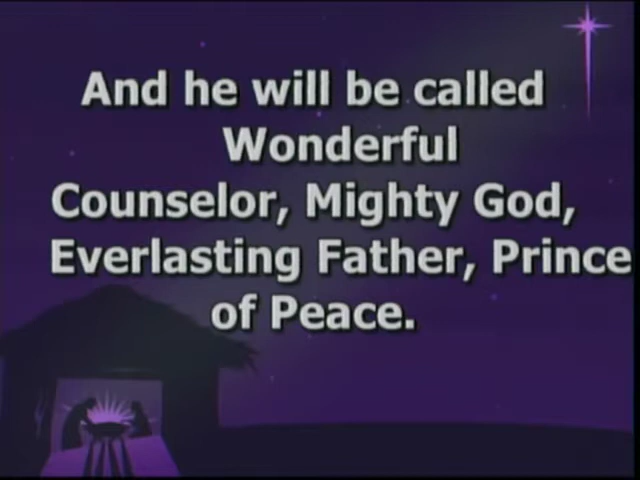 And he will be called
Wonderful
Counselor, Mighty God,
Everlasting Father, Prince
of Peace.